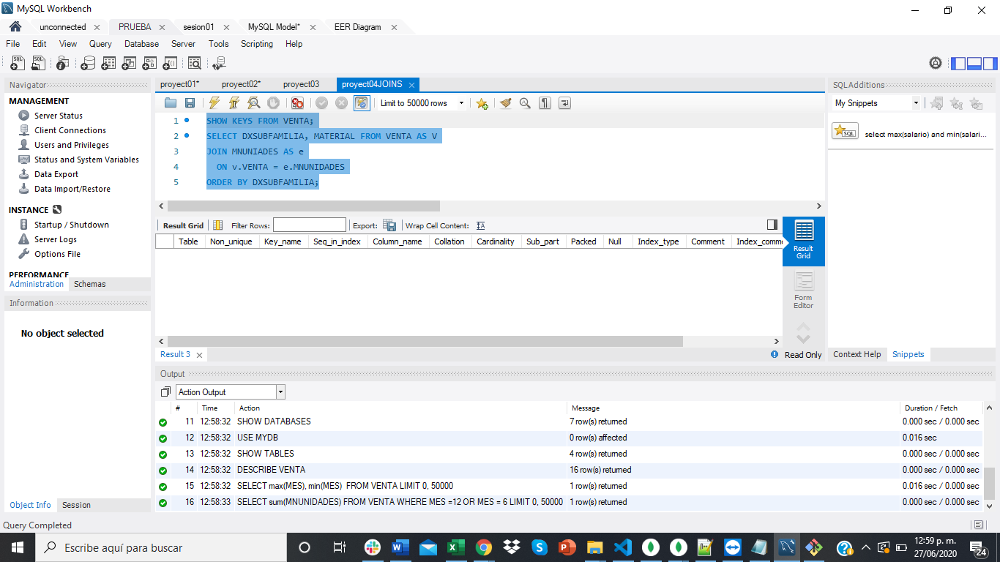 MySQL Workbench
unconnected
PRUEBA
sesion01
MySQL Model*
EER Diagram
File Edit View Query Database Server Tools Scripting Help
Navigator
MANAGEMENT
Server Status
Client Connections
Users and Privileges
Status and System Variables
Data Export
Data Import/Restore
INSTANCE
Startup / Shutdown
Server Logs
Options File
PERFORMANCE
Administration Schemas
Information
No object selected
Object Info Session
proyect01* proyect02* proyect03 proyect04JOINS
Limit to 50000 rows
1 SHOW KEYS FROM VENTA;
2 SELECT DXSUBFAMILIA, MATERIAL FROM VENTA AS V
3 JOIN MNUNIADES AS e
4 ON v.VENTA = e.MNUNIDADES
5 ORDER BY DXSUBFAMILIA;
Result Grid Filter Rows: Export: Wrap Cell Content: IA
Table Non_unique Key_name Seq_in_index Column_name Collation Cardinality Sub_part Packed Null Index_type Comment Index_comme
Result Grid
Form Editor
Result 3
Read Only
SQLAdditions
My Snippets
SQL
select max(salario) and min(salari...
Context Help Snippets
Output
Action Output
# Time Action Message Duration / Fetch
11 12:58:32 SHOW DATABASES 7 row(s) returned 0.000 sec / 0.000 sec
12 12:58:32 USE MYDB 0 row(s) affected 0.016 sec
13 12:58:32 SHOW TABLES 4 row(s) returned 0.000 sec / 0.000 sec
14 12:58:32 DESCRIBE VENTA 16 row(s) returned 0.000 sec / 0.000 sec
15 12:58:32 SELECT max(MES), min(MES) FROM VENTA LIMIT 0, 50000 1 row(s) returned 0.016 sec / 0.000 sec
16 12:58:33 SELECT sum(MNUNIDADES) FROM VENTA WHERE MES =12 OR MES = 6 LIMIT 0, 50000 1 row(s) returned 0.000 sec / 0.000 sec
Query Completed
Escribe aquí para buscar
12:59 p. m.
27/06/2020
24